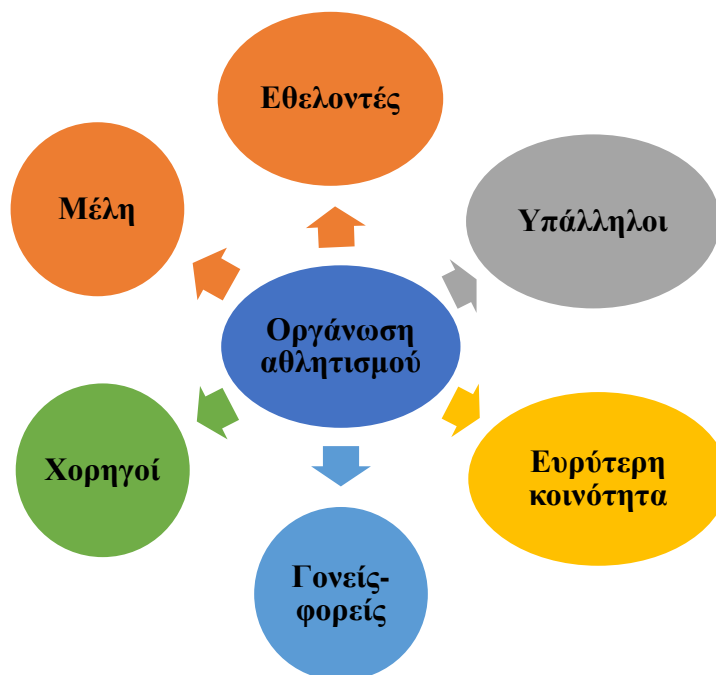 Εθελοντές
Μέλη
Υπάλληλοι
Οργάνωση
αθλητισμού
Χορηγοί
Ευρύτερη
κοινότητα
Γονείς-
φορείς